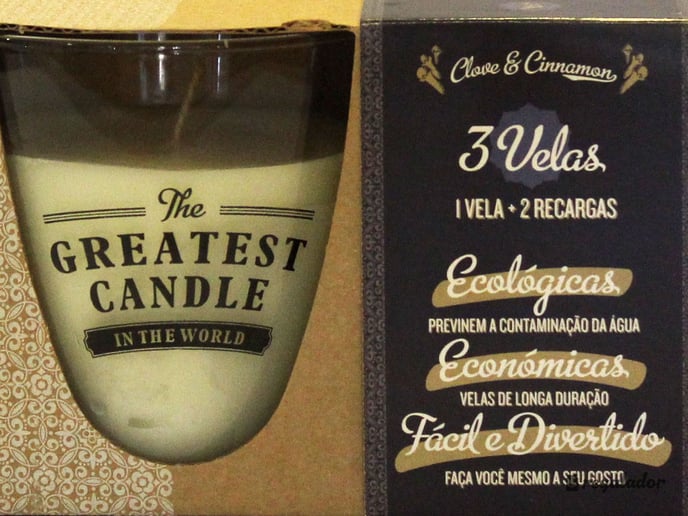 The
GREATEST
CANDLE
IN THE WORLD
Clove & Cinnamon
3 Velas
1 VELA + 2 RECARGAS
Ecológicas
PREVINEM A CONTAMINAÇÃO DA ÁGUA
Económicas
VELAS DE LONGA DURAÇÃO
Fácil e Divertido
FAÇA VOCÊ MESMO A SEU GOSTO